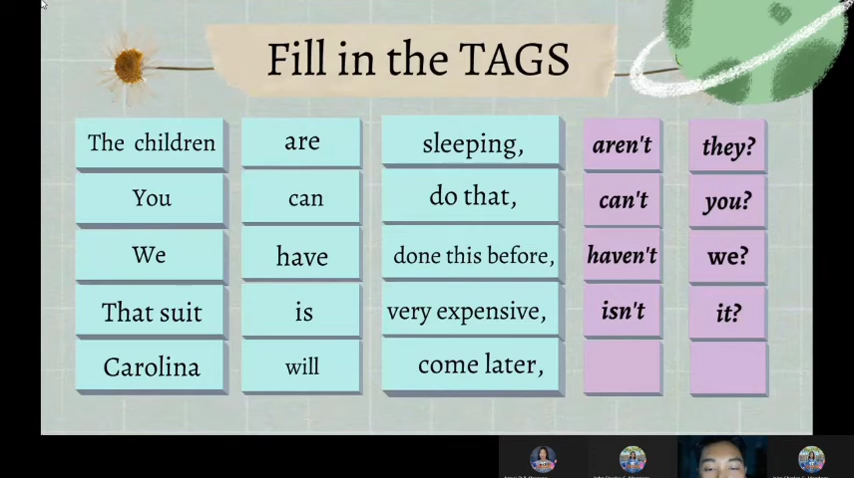 Fill in the TAGS
The children are sleeping, aren't they?
You can do that, can't you?
We have done this before, haven't we?
That suit is very expensive, isn't it?
Carolina will come later,